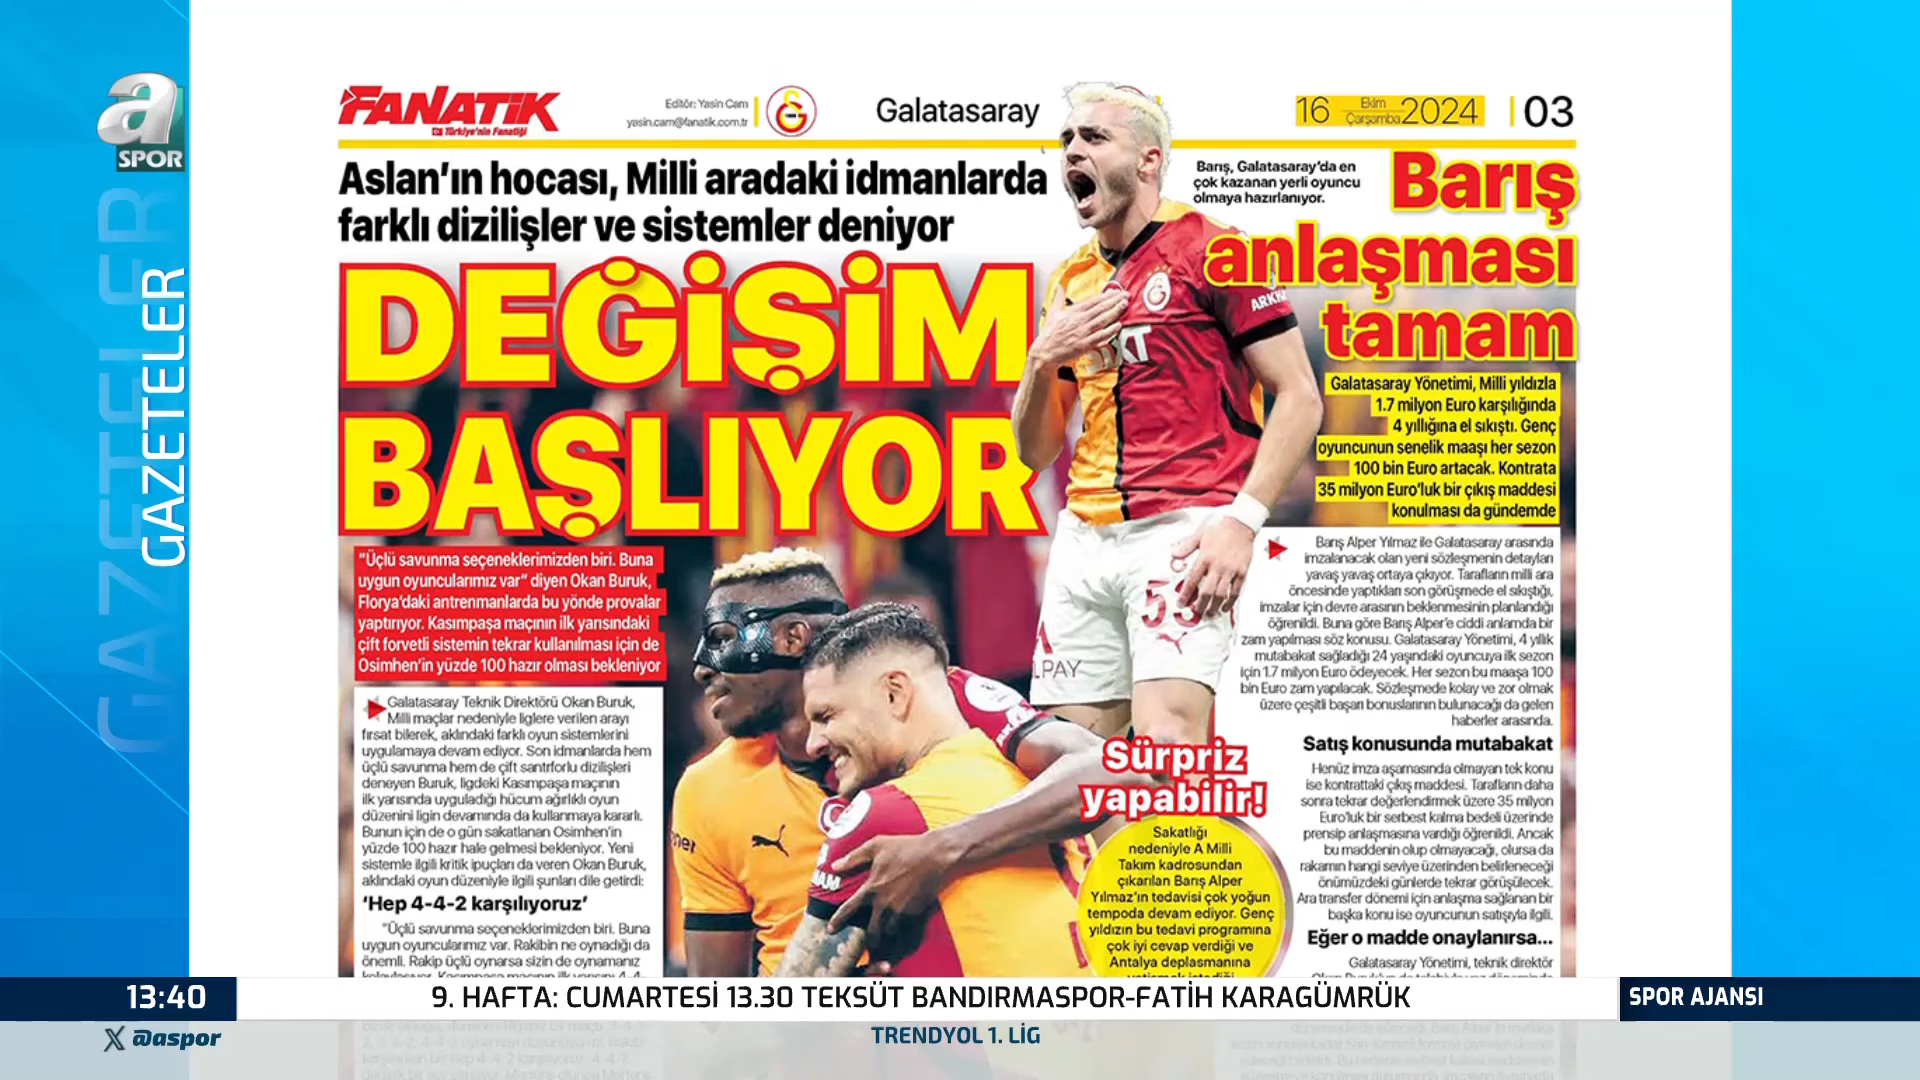 a
SPOR
GAZETELER
GAZETELER
FANATİK
Türkiye'nin Fanatiği
Editör: Yasin Cam
yasin.cam@fanatik.com.tr
Galatasaray
16 Ekim Çarşamba 2024
03
Aslan'ın hocası, Milli aradaki idmanlarda
farklı dizilişler ve sistemler deniyor
DEĞİŞİM
BAŞLIYOR
"Üçlü savunma seçeneklerimizden biri. Buna
uygun oyuncularımız var" diyen Okan Buruk,
Florya'daki antrenmanlarda bu yönde provalar
yaptırıyor. Kasımpaşa maçının ilk yarısındaki
çift forvetli sistemin tekrar kullanılması için de
Osimhen'in yüzde 100 hazır olması bekleniyor
Galatasaray Teknik Direktörü Okan Buruk,
Milli maçlar nedeniyle liglere verilen arayı
fırsat bilerek, aklındaki farklı oyun sistemlerini
uygulamaya devam ediyor. Son idmanlarda hem
üçlü savunma hem de çift santrforlu dizilişleri
deneyen Buruk, ligdeki Kasımpaşa maçının
ilk yarısında uyguladığı hücum ağırlıklı oyun
düzenini ligin devamında da kullanmaya kararlı.
Bunun için de o gün sakatlanan Osimhen'in
yüzde 100 hazır hale gelmesi bekleniyor. Yeni
sistemle ilgili kritik ipuçları da veren Okan Buruk,
aklındaki oyun düzeniyle ilgili şunları dile getirdi:
'Hep 4-4-2 karşılıyoruz'
"Üçlü savunma seçeneklerimizden biri. Buna
uygun oyuncularımız var. Rakibin ne oynadığı da
önemli. Rakip üçlü oynarsa sizin de oynamanız
kolaylaşıyor. Kasımpaşa maçının ilk yarısını 4-4-
Barış, Galatasaray'da en
çok kazanan yerli oyuncu
olmaya hazırlanıyor.
Barış
anlaşması
tamam
Galatasaray Yönetimi, Milli yıldızla
1.7 milyon Euro karşılığında
4 yıllığına el sıkıştı. Genç
oyuncunun senelik maaşı her sezon
100 bin Euro artacak. Kontrata
35 milyon Euro'luk bir çıkış maddesi
konulması da gündemde
Barış Alper Yılmaz ile Galatasaray arasında
imzalanacak olan yeni sözleşmenin detayları
yavaş yavaş ortaya çıkıyor. Tarafların milli ara
öncesinde yaptıkları son görüşmede el sıkıştığı,
imzalar için devre arasının beklenmesinin planlandığı
öğrenildi. Buna göre Barış Alper'e ciddi anlamda bir
zam yapılması söz konusu. Galatasaray Yönetimi, 4 yıllık
mutabakat sağladığı 24 yaşındaki oyuncuya ilk sezon
için 1.7 milyon Euro ödeyecek. Her sezon bu maaşa 100
bin Euro zam yapılacak. Sözleşmede kolay ve zor olmak
üzere çeşitli başarı bonuslarının bulunacağı da gelen
haberler arasında.
Satış konusunda mutabakat
Henüz imza aşamasında olmayan tek konu
ise kontrattaki çıkış maddesi. Tarafların daha
sonra tekrar değerlendirmek üzere 35 milyon
Euro'luk bir serbest kalma bedeli üzerinde
prensip anlaşmasına vardığı öğrenildi. Ancak
bu maddenin olup olmayacağı, olursa da
rakamın hangi seviye üzerinden belirleneceği
önümüzdeki günlerde tekrar görüşülecek.
Ara transfer dönemi için anlaşma sağlanan bir
başka konu ise oyuncunun satışıyla ilgili.
Eğer o madde onaylanırsa...
Galatasaray Yönetimi, teknik direktör
ARKHAM
53
PAY
Sürpriz
yapabilir!
Sakatlığı
nedeniyle A Milli
Takım kadrosundan
çıkarılan Barış Alper
Yılmaz'ın tedavisi çok yoğun
tempoda devam ediyor. Genç
yıldızın bu tedavi programına
çok iyi cevap verdiği ve
Antalya deplasmanına
yetişmek istediği
13:40
9. HAFTA: CUMARTESİ 13.30 TEKSÜT BANDIRMASPOR-FATİH KARAGÜMRÜK
SPOR AJANSI
X @aspor
TRENDYOL 1. LİG